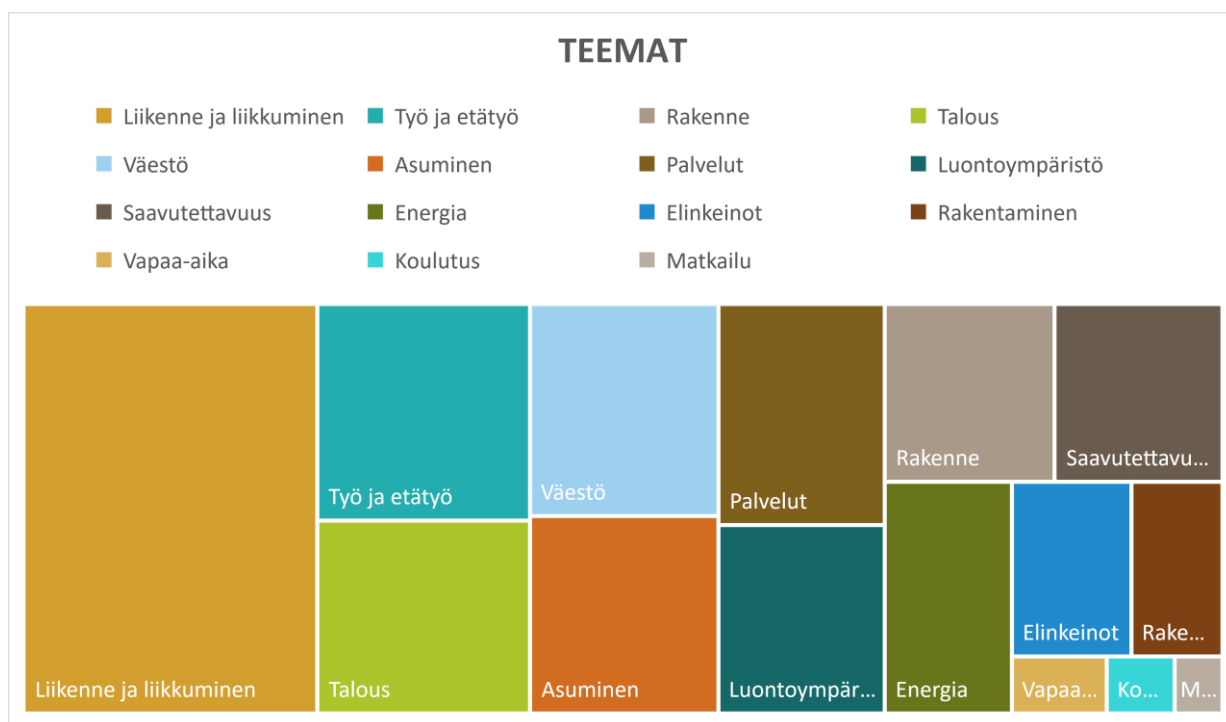 TEEMAT
Liikenne ja liikkuminen Työ ja etätyö Rakenne Talous
Väestö Asuminen Palvelut Luontoympäristö
Saavutettavuus Energia Elinkeinot Rakentaminen
Vapaa-aika Koulutus Matkailu
Rakenne Saavutettavu...
Työ ja etätyö Väestö Palvelut
Elinkeinot Rake...
Liikenne ja liikkuminen Talous Asuminen Luontoympär... Energia Vapaa... Ko... M...